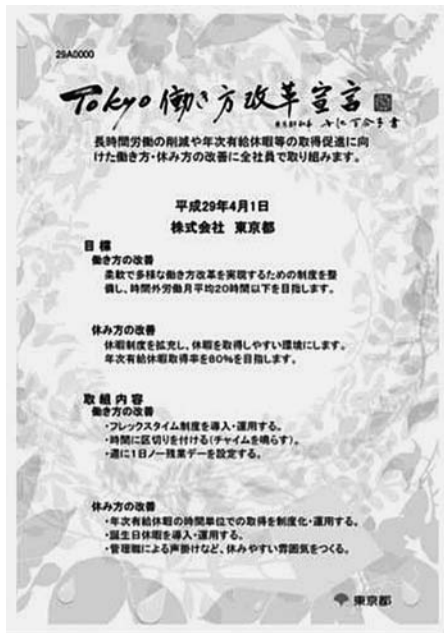 29A0000
Tokyo働き方改革宣言
東京都知事 小池百合子書
長時間労働の削減や年次有給休暇等の取得促進に向
けた働き方・休み方の改善に全社員で取り組みます。
平成29年4月1日
株式会社 東京都
目標
働き方の改善
柔軟で多様な働き方改革を実現するための制度を整
備し、時間外労働月平均20時間以下を目指します。
休み方の改善
休暇制度を拡充し、休暇を取得しやすい環境にします。
年次有給休暇取得率を80%を目指します。
取組内容
働き方の改善
・フレックスタイム制度を導入・運用する。
・時間に区切りを付ける(チャイムを鳴らす)。
・週に1日ノー残業デーを設定する。
休み方の改善
・年次有給休暇の時間単位での取得を制度化・運用する。
・誕生日休暇を導入・運用する。
・管理職による声掛けなど、休みやすい雰囲気をつくる。
東京都